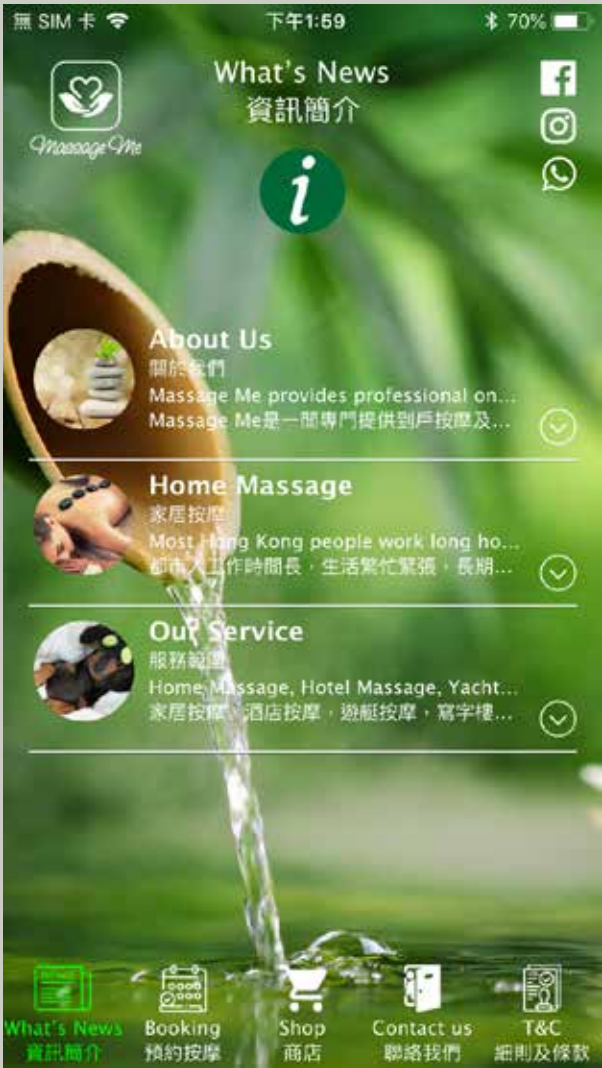 無 SIM 卡
下午1:59
70%
What's News
資訊簡介
Massage Me
i
About Us
關於我們
Massage Me provides professional on...
Massage Me是一間專門提供到戶按摩及...
Home Massage
家居按摩
Most Hong Kong people work long ho...
都市人工作時間長，生活繁忙緊張，長期...
Our Service
服務範圍
Home Massage, Hotel Massage, Yacht...
家居按摩，酒店按摩，遊艇按摩，寫字樓...
NEWS
What's News
資訊簡介
Booking
預約按摩
Shop
商店
Contact us
聯絡我們
T&C
細則及條款